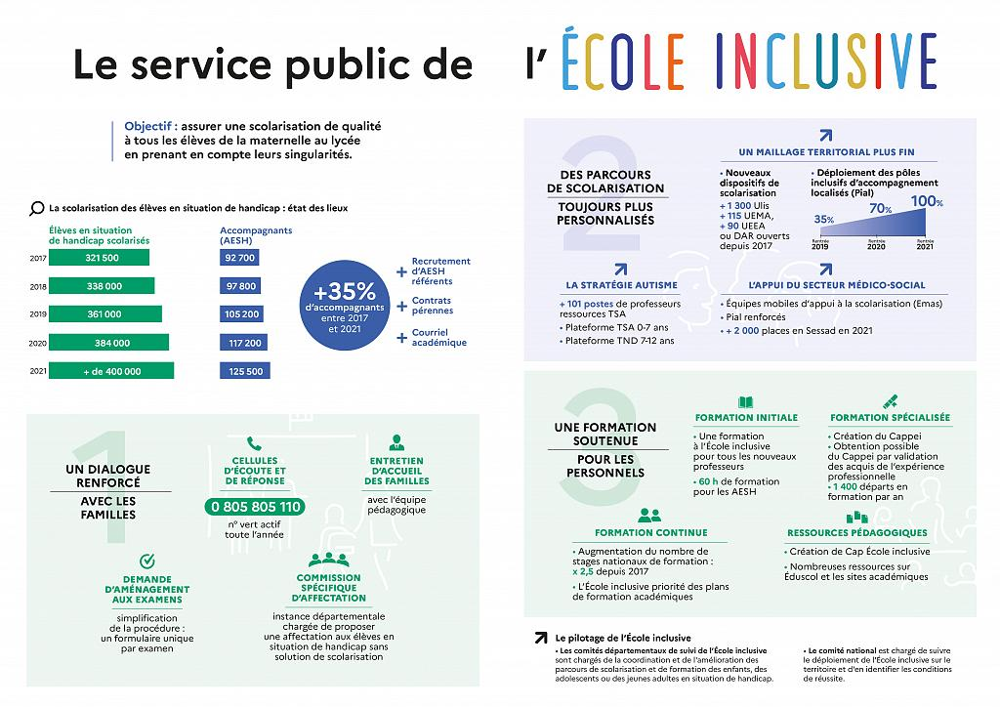 Le service public de l'ÉCOLE INCLUSIVE
Objectif : assurer une scolarisation de qualité
à tous les élèves de la maternelle au lycée
en prenant en compte leurs singularités.
La scolarisation des élèves en situation de handicap : état des lieux
Élèves en situation
de handicap scolarisés
Accompagnants
(AESH)
2017 321 500 92 700
2018 338 000 97 800
2019 361 000 105 200
2020 384 000 117 200
2021 + de 400 000 125 500
+35%
d'accompagnants
entre 2017
et 2021
+ Recrutement
d'AESH
référents
+ Contrats
pérennes
+ Courriel
académique
1
UN DIALOGUE
RENFORCÉ
AVEC LES
FAMILLES
CELLULES
D'ÉCOUTE ET
DE RÉPONSE
0 805 805 110
n° vert actif
toute l'année
ENTRETIEN
D'ACCUEIL
DES FAMILLES
avec l'équipe
pédagogique
DEMANDE
D'AMÉNAGEMENT
AUX EXAMENS
simplification
de la procédure :
un formulaire unique
par examen
COMMISSION
SPÉCIFIQUE
D'AFFECTATION
instance départementale
chargée de proposer
une affectation aux élèves en
situation de handicap sans
solution de scolarisation
2
DES PARCOURS
DE SCOLARISATION
TOUJOURS PLUS
PERSONNALISÉS
UN MAILLAGE TERRITORIAL PLUS FIN
• Nouveaux
dispositifs de
scolarisation
+ 1 300 Ulis
+ 115 UEMA,
+ 90 UEEA
ou DAR ouverts
depuis 2017
• Déploiement des pôles
inclusifs d'accompagnement
localisés (Pial)
35% 70% 100%
Rentrée
2019
Rentrée
2020
Rentrée
2021
LA STRATÉGIE AUTISME
+ 101 postes de professeurs
ressources TSA
• Plateforme TSA 0-7 ans
• Plateforme TND 7-12 ans
L'APPUI DU SECTEUR MÉDICO-SOCIAL
• Équipes mobiles d'appui à la scolarisation (Emas)
• Pial renforcés
• + 2 000 places en Sessad en 2021
3
UNE FORMATION
SOUTENUE
POUR LES
PERSONNELS
FORMATION INITIALE
• Une formation
à l'École inclusive
pour tous les nouveaux
professeurs
• 60 h de formation
pour les AESH
FORMATION SPÉCIALISÉE
• Création du Cappei
• Obtention possible
du Cappei par validation
des acquis de l'expérience
professionnelle
• 1 400 départs en
formation par an
FORMATION CONTINUE
• Augmentation du nombre de
stages nationaux de formation :
x 2,5 depuis 2017
• L'École inclusive priorité des plans
de formation académiques
RESSOURCES PÉDAGOGIQUES
• Création de Cap École inclusive
• Nombreuses ressources sur
Éduscol et les sites académiques
Le pilotage de l'École inclusive
• Les comités départementaux de suivi de l'École inclusive
sont chargés de la coordination et de l'amélioration des
parcours de scolarisation et de formation des enfants, des
adolescents ou des jeunes adultes en situation de handicap.
• Le comité national est chargé de suivre
le déploiement de l'École inclusive sur le
territoire et d'en identifier les conditions
de réussite.